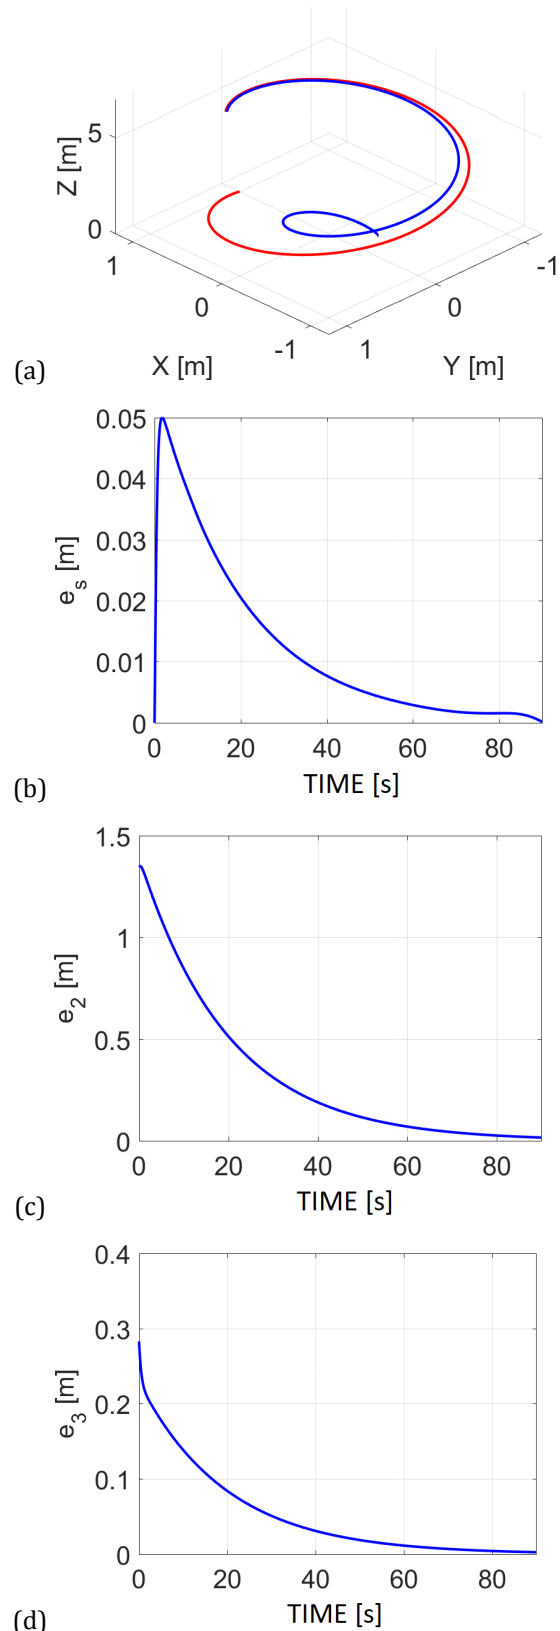 5
Z [m]
0
1
0
-1
-1
0
1
X [m]
Y [m]
(a)
0.05
0.04
0.03
0.02
0.01
0
e_s [m]
0 20 40 60 80
TIME [s]
(b)
1.5
1
0.5
0
e_2 [m]
0 20 40 60 80
TIME [s]
(c)
0.4
0.3
0.2
0.1
0
e_3 [m]
0 20 40 60 80
TIME [s]
(d)